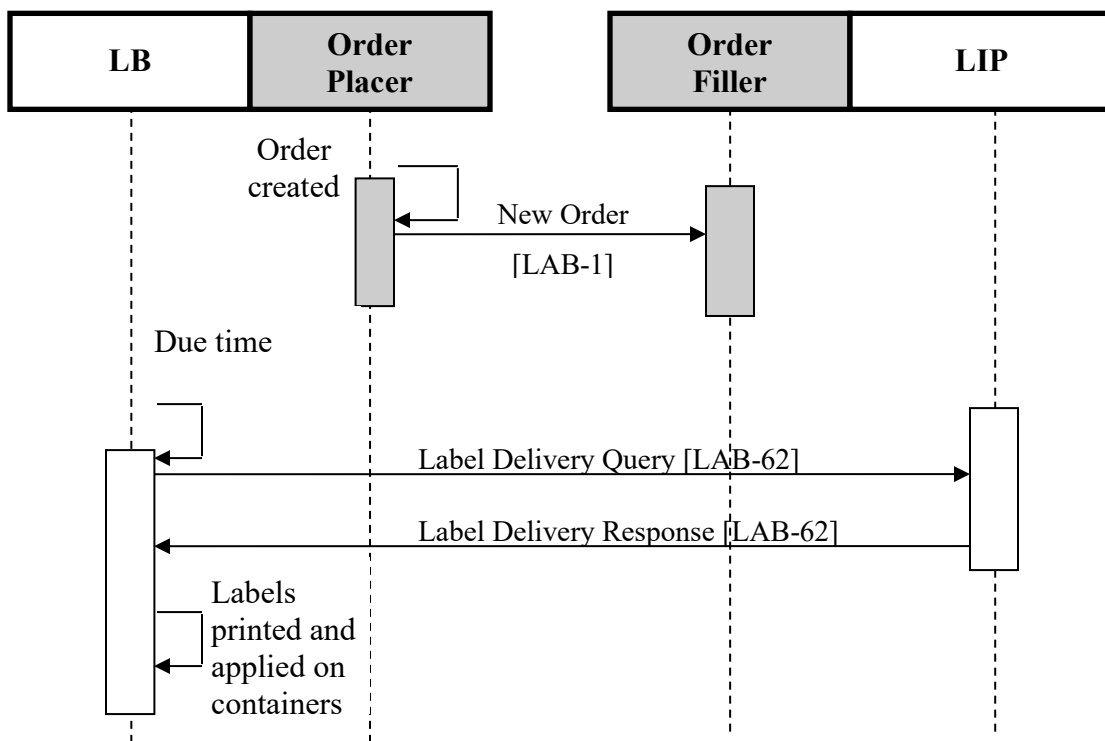 LB
Order
Placer
Order
Filler
LIP
Order
created
New Order
[LAB-1]
Due time
Label Delivery Query [LAB-62]
Label Delivery Response [LAB-62]
Labels
printed and
applied on
containers